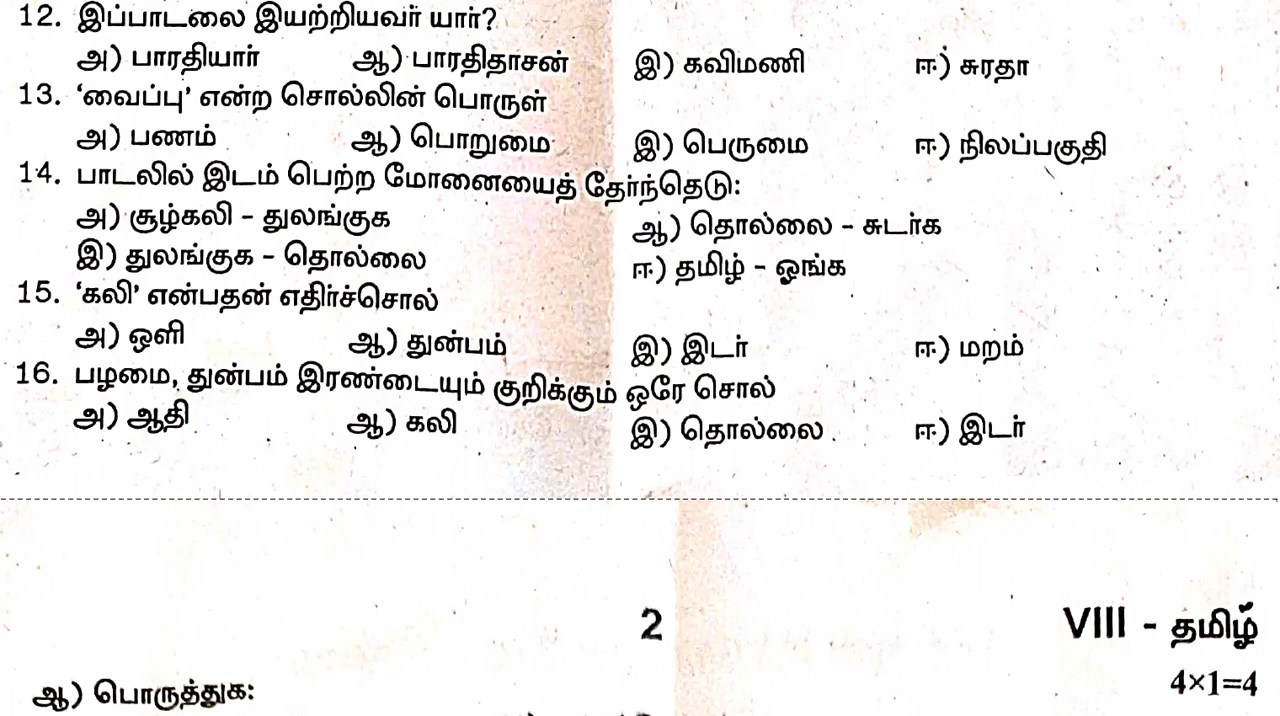 12. இப்பாடலை இயற்றியவர் யார்?
அ) பாரதியார் ஆ) பாரதிதாசன் இ) கவிமணி ஈ) சுரதா
13. ‘வைப்பு’ என்ற சொல்லின் பொருள்
அ) பணம் ஆ) பொறுமை இ) பெருமை ஈ) நிலப்பகுதி
14. பாடலில் இடம் பெற்ற மோனையைத் தேர்ந்தெடு:
அ) சூழ்கலி - துலங்குக ஆ) தொல்லை - சுடர்க
இ) துலங்குக - தொல்லை ஈ) தமிழ் - ஓங்க
15. ‘கலி’ என்பதன் எதிர்ச்சொல்
அ) ஒளி ஆ) துன்பம் இ) இடர் ஈ) மறம்
16. பழமை, துன்பம் இரண்டையும் குறிக்கும் ஒரே சொல்
அ) ஆதி ஆ) கலி இ) தொல்லை ஈ) இடர்
2 VIII - தமிழ்
ஆ) பொருத்துக: 4×1=4